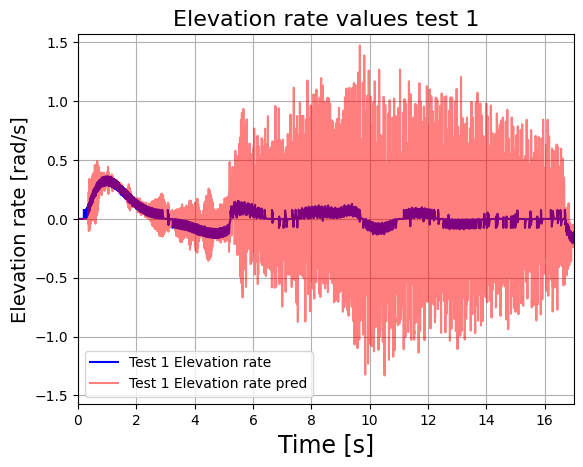 Elevation rate values test 1
Elevation rate [rad/s]
1.5
1.0
0.5
0.0
−0.5
−1.0
−1.5
Test 1 Elevation rate
Test 1 Elevation rate pred
0 2 4 6 8 10 12 14 16
Time [s]